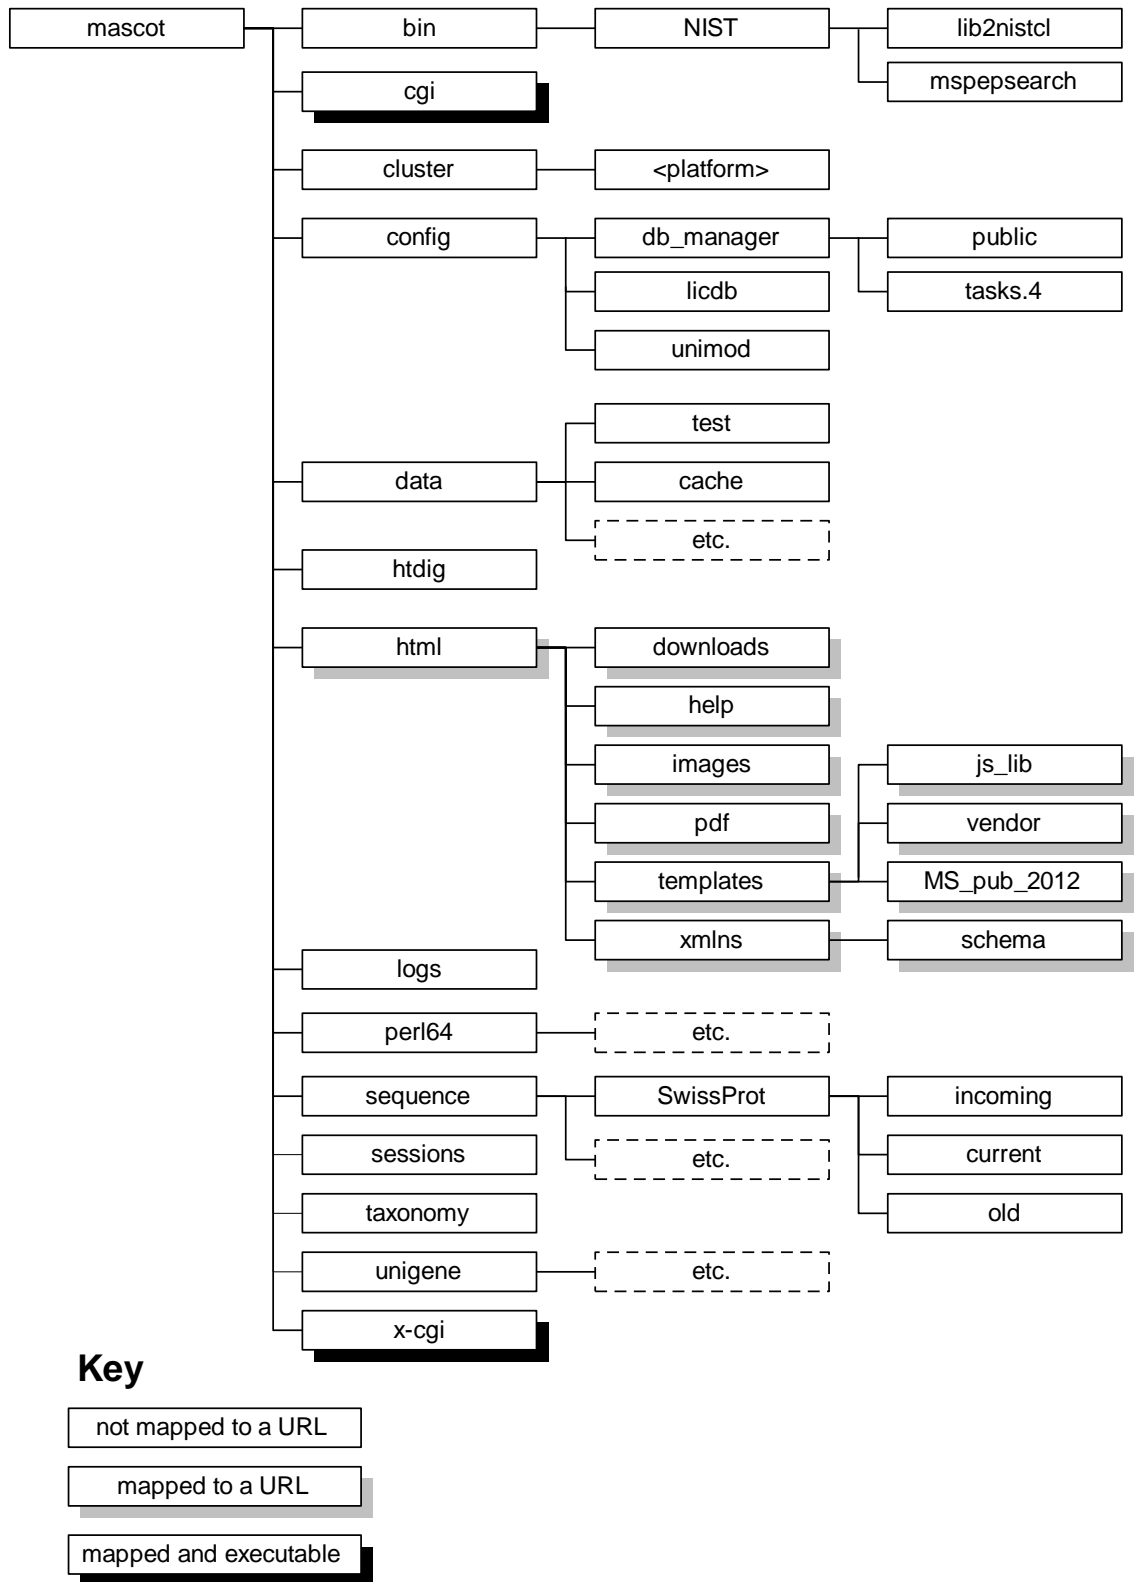 mascot
bin
NIST
lib2nistcl
mspepsearch
cgi
cluster
<platform>
config
db_manager
public
tasks.4
licdb
unimod
data
test
cache
etc.
htdig
html
downloads
help
images
pdf
templates
js_lib
vendor
MS_pub_2012
xmlns
schema
logs
perl64
etc.
sequence
SwissProt
incoming
current
old
etc.
sessions
taxonomy
unigene
etc.
x-cgi
Key
not mapped to a URL
mapped to a URL
mapped and executable